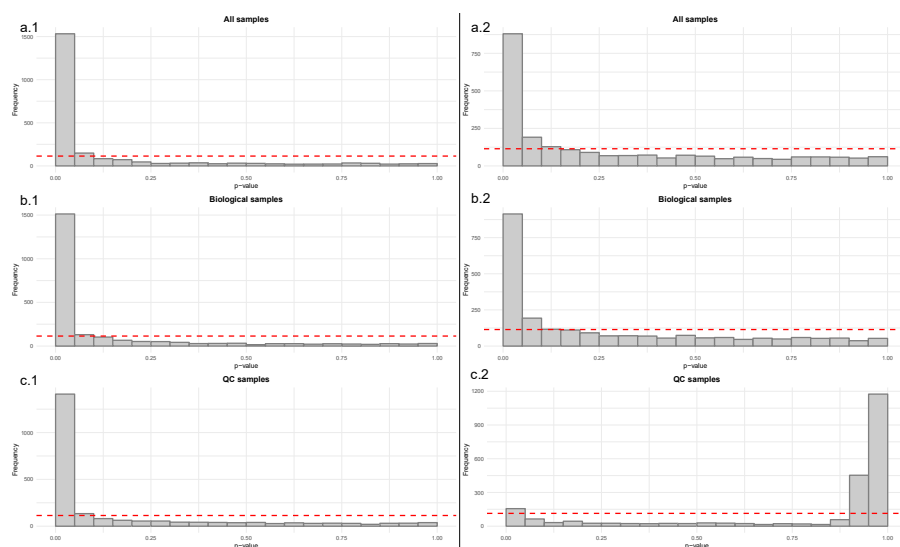 a.1
All samples
1500
1000
500
0
Frequency
0.00
0.25
0.50
0.75
1.00
p-value
a.2
All samples
750
500
250
0
Frequency
0.00
0.25
0.50
0.75
1.00
p-value
b.1
Biological samples
1500
1000
500
0
Frequency
0.00
0.25
0.50
0.75
1.00
p-value
b.2
Biological samples
750
500
250
0
Frequency
0.00
0.25
0.50
0.75
1.00
p-value
c.1
QC samples
1000
500
0
Frequency
0.00
0.25
0.50
0.75
1.00
p-value
c.2
QC samples
1200
900
600
300
0
Frequency
0.00
0.25
0.50
0.75
1.00
p-value